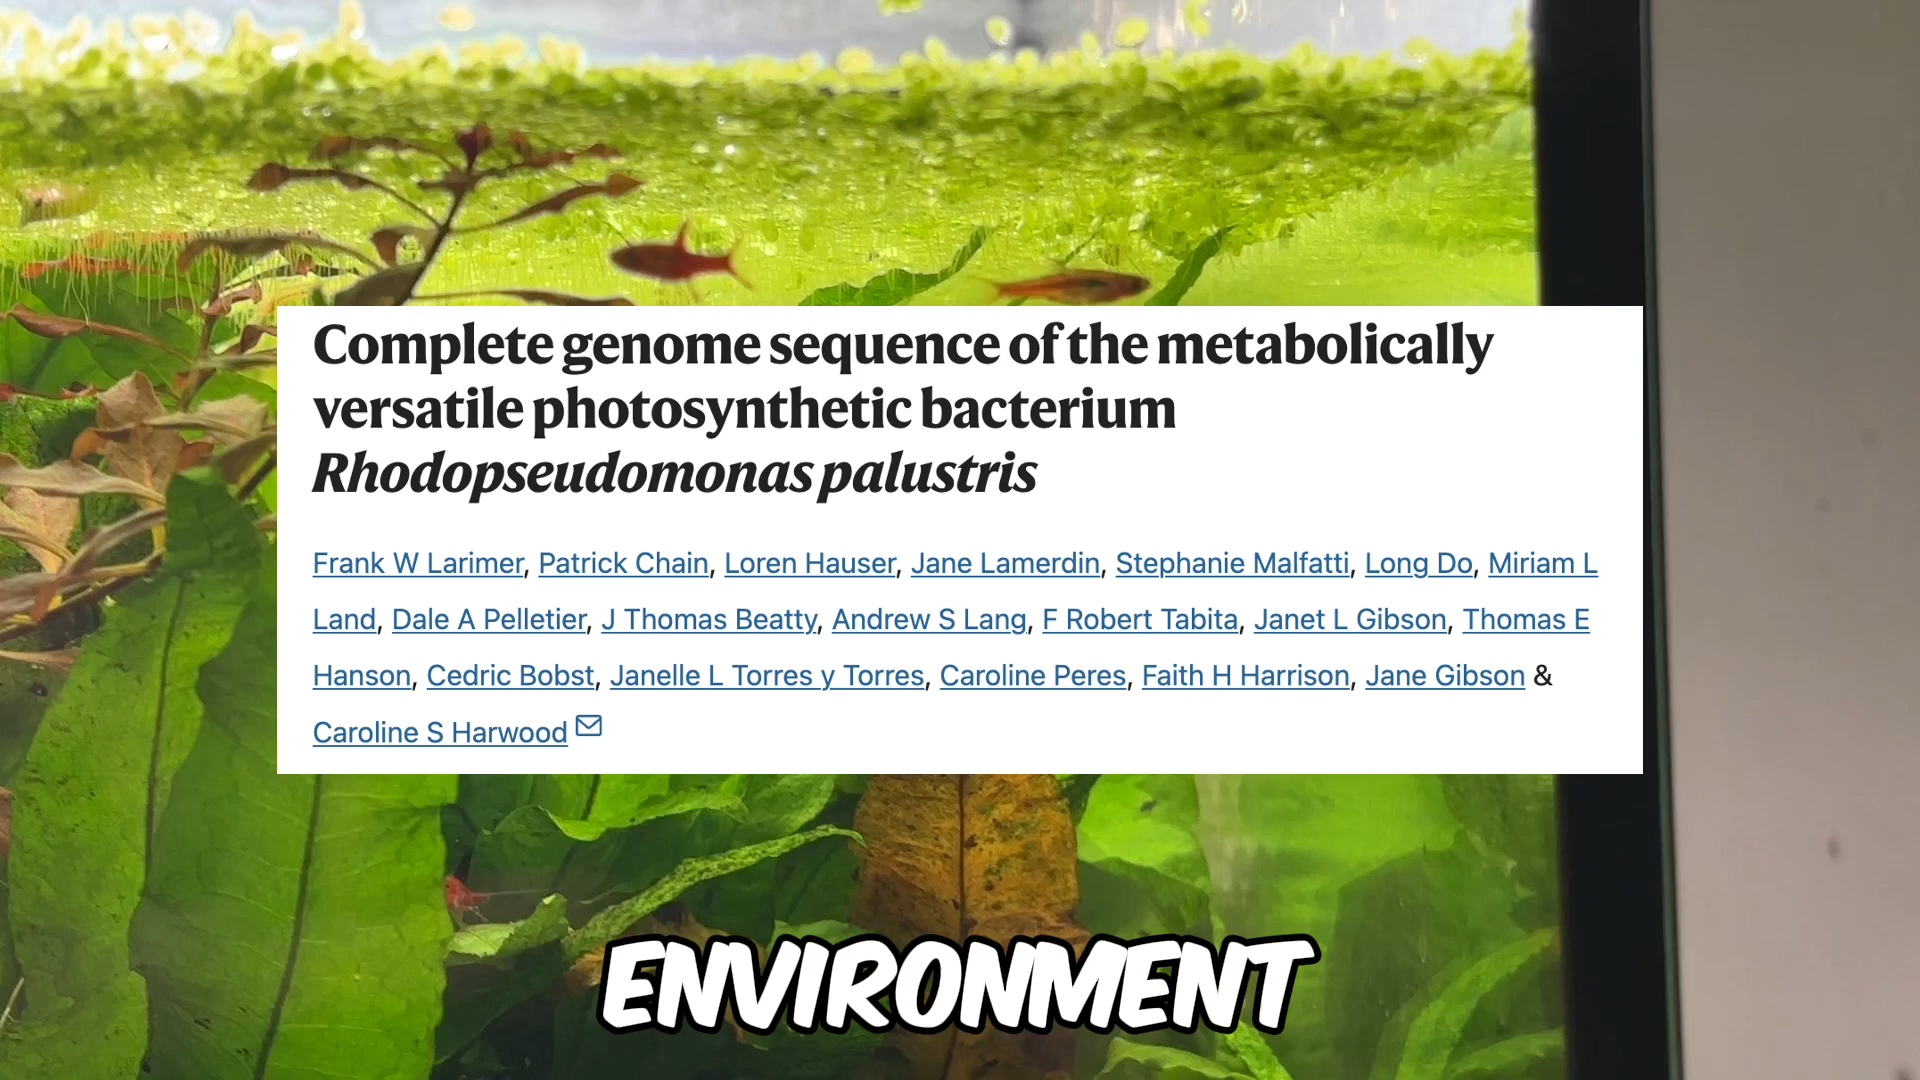 Complete genome sequence of the metabolically
versatile photosynthetic bacterium
Rhodopseudomonas palustris
Frank W Larimer, Patrick Chain, Loren Hauser, Jane Lamerdin, Stephanie Malfatti, Long Do, Miriam L
Land, Dale A Pelletier, J Thomas Beatty, Andrew S Lang, F Robert Tabita, Janet L Gibson, Thomas E
Hanson, Cedric Bobst, Janelle L Torres y Torres, Caroline Peres, Faith H Harrison, Jane Gibson &
Caroline S Harwood
ENVIRONMENT